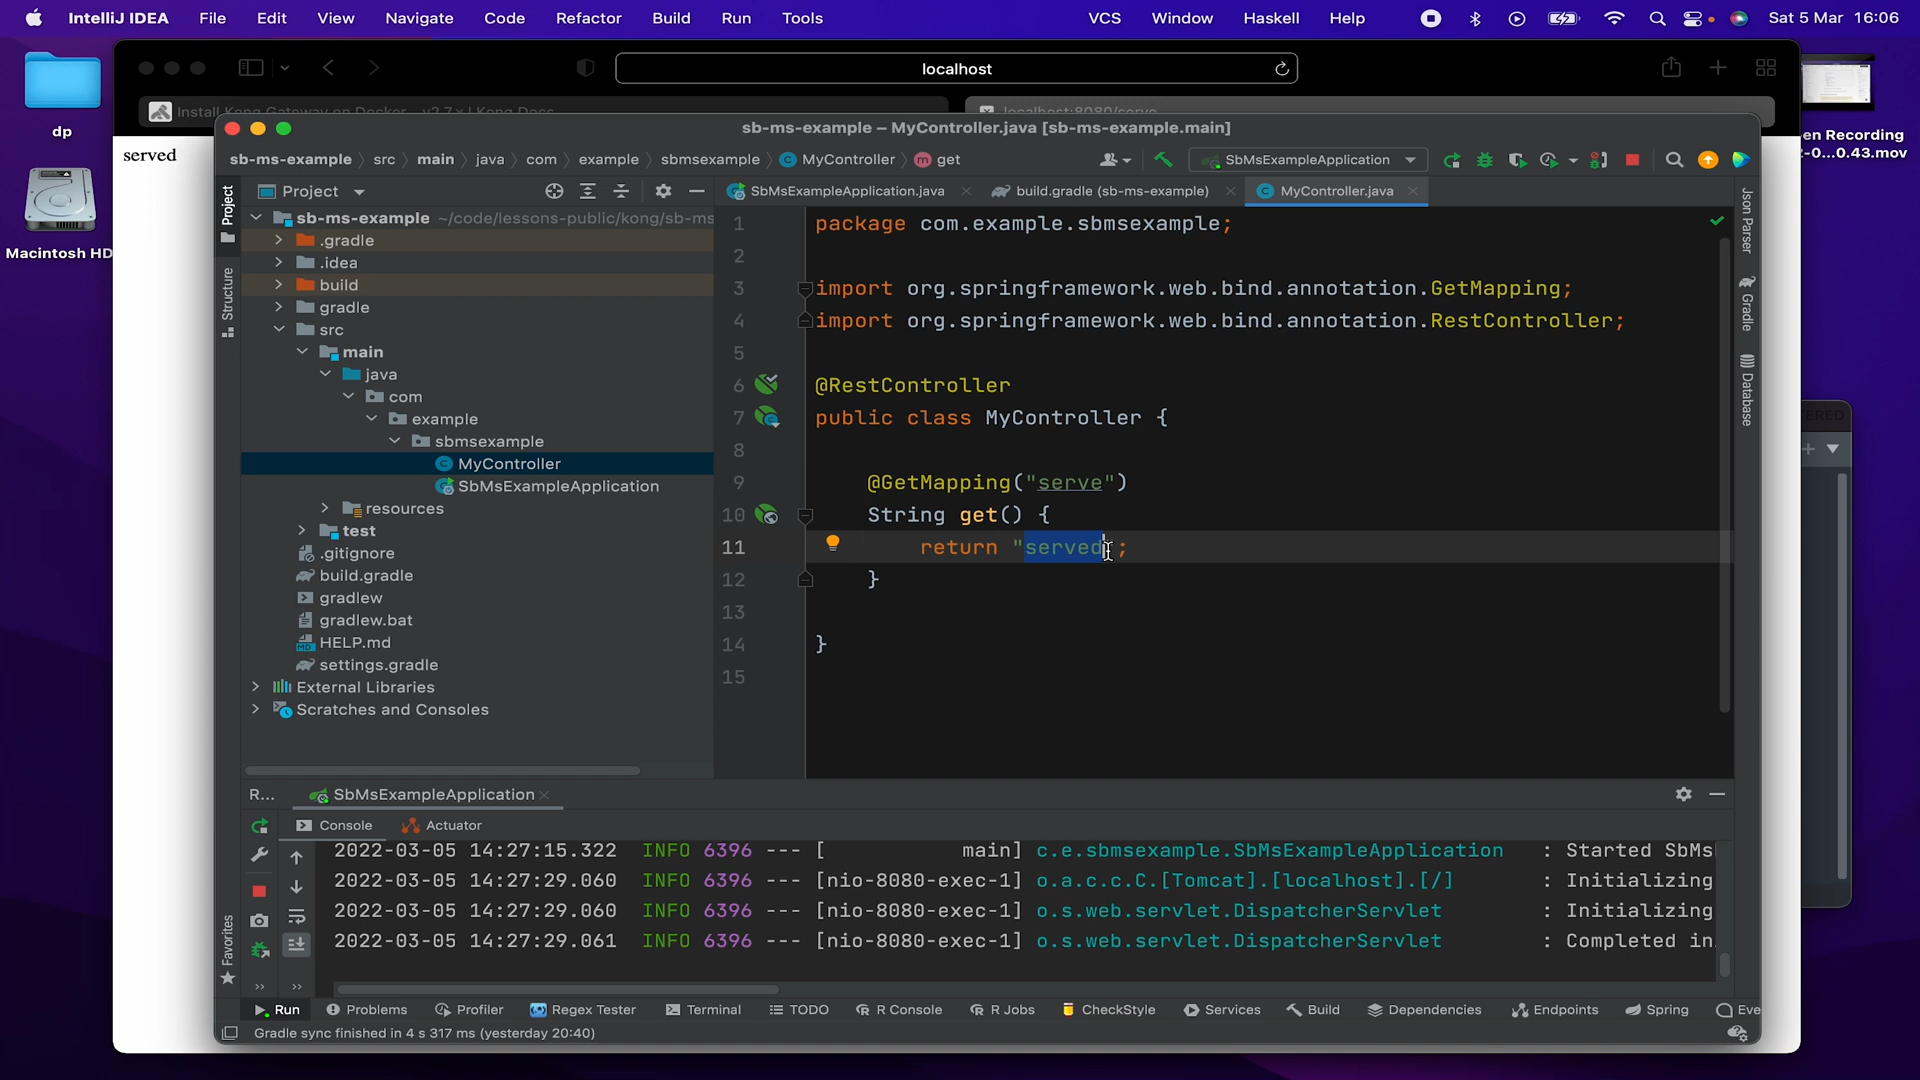 IntelliJ IDEA File Edit View Navigate Code Refactor Build Run Tools VCS Window Haskell Help Sat 5 Mar 16:06
localhost
dp
Macintosh HD
en Recording
-0...0.43.mov
served
sb-ms-example – MyController.java [sb-ms-example.main]
sb-ms-example src main java com example sbmsexample MyController get SbMsExampleApplication
Project
SbMsExampleApplication.java build.gradle (sb-ms-example) MyController.java
Project
Structure
Favorites
sb-ms-example ~/code/lessons-public/kong/sb-ms
.gradle
.idea
build
gradle
src
main
java
com
example
sbmsexample
MyController
SbMsExampleApplication
resources
test
.gitignore
build.gradle
gradlew
gradlew.bat
HELP.md
settings.gradle
External Libraries
Scratches and Consoles
1 package com.example.sbmsexample;
2
3 import org.springframework.web.bind.annotation.GetMapping;
4 import org.springframework.web.bind.annotation.RestController;
5
6 @RestController
7 public class MyController {
8
9 @GetMapping("serve")
10 String get() {
11 return "served";
12 }
13
14 }
15
Json Parser
Gradle
Database
R... SbMsExampleApplication
Console Actuator
2022-03-05 14:27:15.322 INFO 6396 --- [ main] c.e.sbmsexample.SbMsExampleApplication : Started SbMs
2022-03-05 14:27:29.060 INFO 6396 --- [nio-8080-exec-1] o.a.c.c.C.[Tomcat].[localhost].[/] : Initializing
2022-03-05 14:27:29.060 INFO 6396 --- [nio-8080-exec-1] o.s.web.servlet.DispatcherServlet : Initializing
2022-03-05 14:27:29.061 INFO 6396 --- [nio-8080-exec-1] o.s.web.servlet.DispatcherServlet : Completed in
Run Problems Profiler Regex Tester Terminal TODO R Console R Jobs CheckStyle Services Build Dependencies Endpoints Spring Eve
Gradle sync finished in 4 s 317 ms (yesterday 20:40)